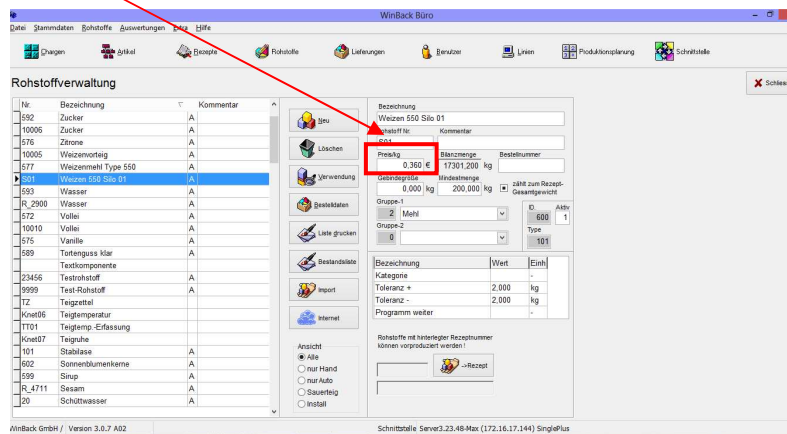 WinBack Büro
Datei Stammdaten Rohstoffe Auswertungen Extra Hilfe
Chargen Artikel Rezepte Rohstoffe Lieferungen Benutzer Linien Produktionsplanung Schnittstelle
Rohstoffverwaltung
Schliess
Nr. Bezeichnung Kommentar
592 Zucker A
10006 Zucker A
576 Zitrone A
10005 Weizenvorteig A
577 Weizenmehl Type 550 A
S01 Weizen 550 Silo 01 A
593 Wasser A
R_2900 Wasser A
572 Vollei A
10010 Vollei A
575 Vanille A
589 Tortenguss klar A
Textkomponente
23456 Testrohstoff A
9999 Test-Rohstoff A
TZ Teigzettel
Knet06 Teigtemperatur
TT01 Teigtemp.-Erfassung
Knet07 Teigruhe
101 Stabilase A
602 Sonnenblumenkerne A
599 Sirup A
R_4711 Sesam A
20 Schüttwasser A
Neu
Löschen
Verwendung
Bestelldaten
Liste drucken
Bestandsliste
Import
Internet
Ansicht
Alle
nur Hand
nur Auto
Sauerteig
Install
Bezeichnung
Weizen 550 Silo 01
Rohstoff Nr. Kommentar
S01
Preis/kg Bilanzmenge Bestellnummer
0,360 € 17301,200 kg
Gebindegröße Mindestmenge
0,000 kg 200,000 kg zählt zum Rezept-
Gesamtgewicht
Gruppe-1 ID. Aktiv
2 Mehl 600 1
Gruppe-2 Type
0 101
Bezeichnung Wert Einh
Kategorie -
Toleranz + 2,000 kg
Toleranz - 2,000 kg
Programm weiter -
Rohstoffe mit hinterlegter Rezeptnummer
können vorproduziert werden !
->Rezept
WinBack GmbH / Version 3.0.7 A02 Schnittstelle Server3.23.48-Max (172.16.17.144) SinglePlus